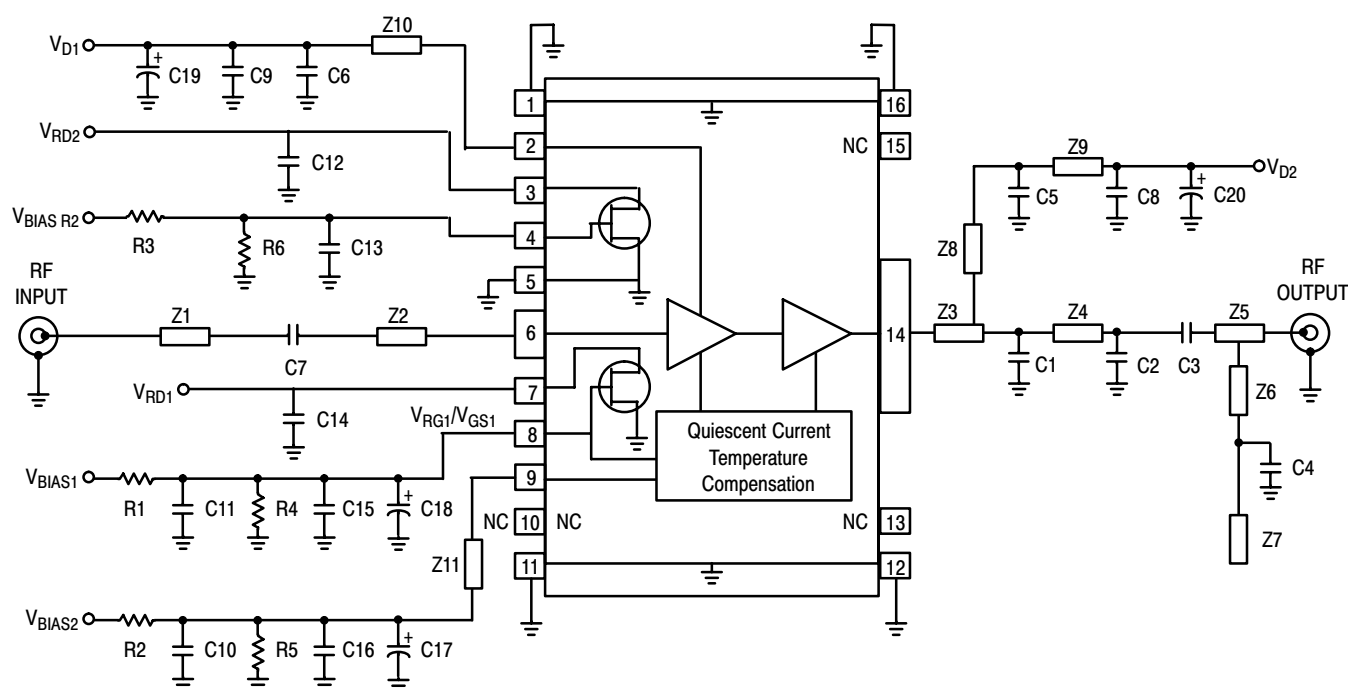 V_D1
C19
C9
C6
Z10
V_RD2
C12
V_BIAS R2
R3
R6
C13
RF
INPUT
Z1
C7
Z2
V_RD1
C14
V_RG1/V_GS1
V_BIAS1
R1
C11
R4
C15
C18
Z11
V_BIAS2
R2
C10
R5
C16
C17
+
+
+
1
2
3
4
5
6
7
8
9
NC
10
NC
11
Quiescent Current
Temperature
Compensation
16
NC
15
14
NC
13
12
Z3
Z8
C5
Z9
C8
+
C20
V_D2
C1
Z4
C2
C3
Z5
RF
OUTPUT
Z6
C4
Z7